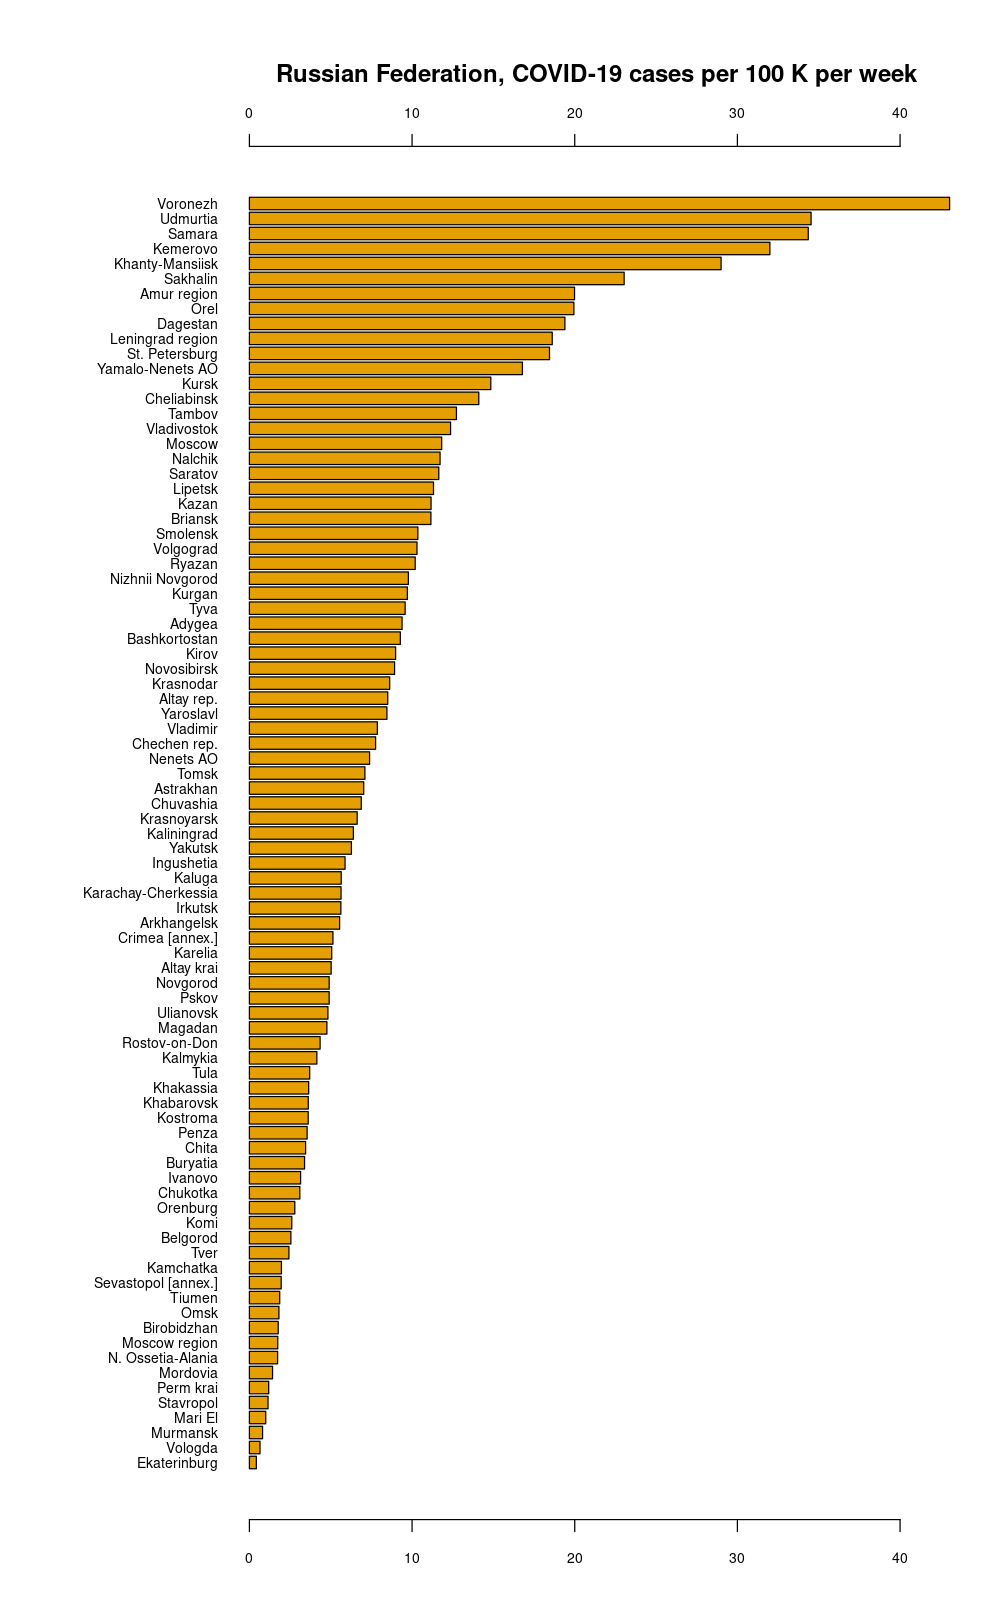 Russian Federation, COVID-19 cases per 100 K per week
0 10 20 30 40
Voronezh
Udmurtia
Samara
Kemerovo
Khanty-Mansiisk
Sakhalin
Amur region
Orel
Dagestan
Leningrad region
St. Petersburg
Yamalo-Nenets AO
Kursk
Cheliabinsk
Tambov
Vladivostok
Moscow
Nalchik
Saratov
Lipetsk
Kazan
Briansk
Smolensk
Volgograd
Ryazan
Nizhnii Novgorod
Kurgan
Tyva
Adygea
Bashkortostan
Kirov
Novosibirsk
Krasnodar
Altay rep.
Yaroslavl
Vladimir
Chechen rep.
Nenets AO
Tomsk
Astrakhan
Chuvashia
Krasnoyarsk
Kaliningrad
Yakutsk
Ingushetia
Kaluga
Karachay-Cherkessia
Irkutsk
Arkhangelsk
Crimea [annex.]
Karelia
Altay krai
Novgorod
Pskov
Ulianovsk
Magadan
Rostov-on-Don
Kalmykia
Tula
Khakassia
Khabarovsk
Kostroma
Penza
Chita
Buryatia
Ivanovo
Chukotka
Orenburg
Komi
Belgorod
Tver
Kamchatka
Sevastopol [annex.]
Tiumen
Omsk
Birobidzhan
Moscow region
N. Ossetia-Alania
Mordovia
Perm krai
Stavropol
Mari El
Murmansk
Vologda
Ekaterinburg
0 10 20 30 40